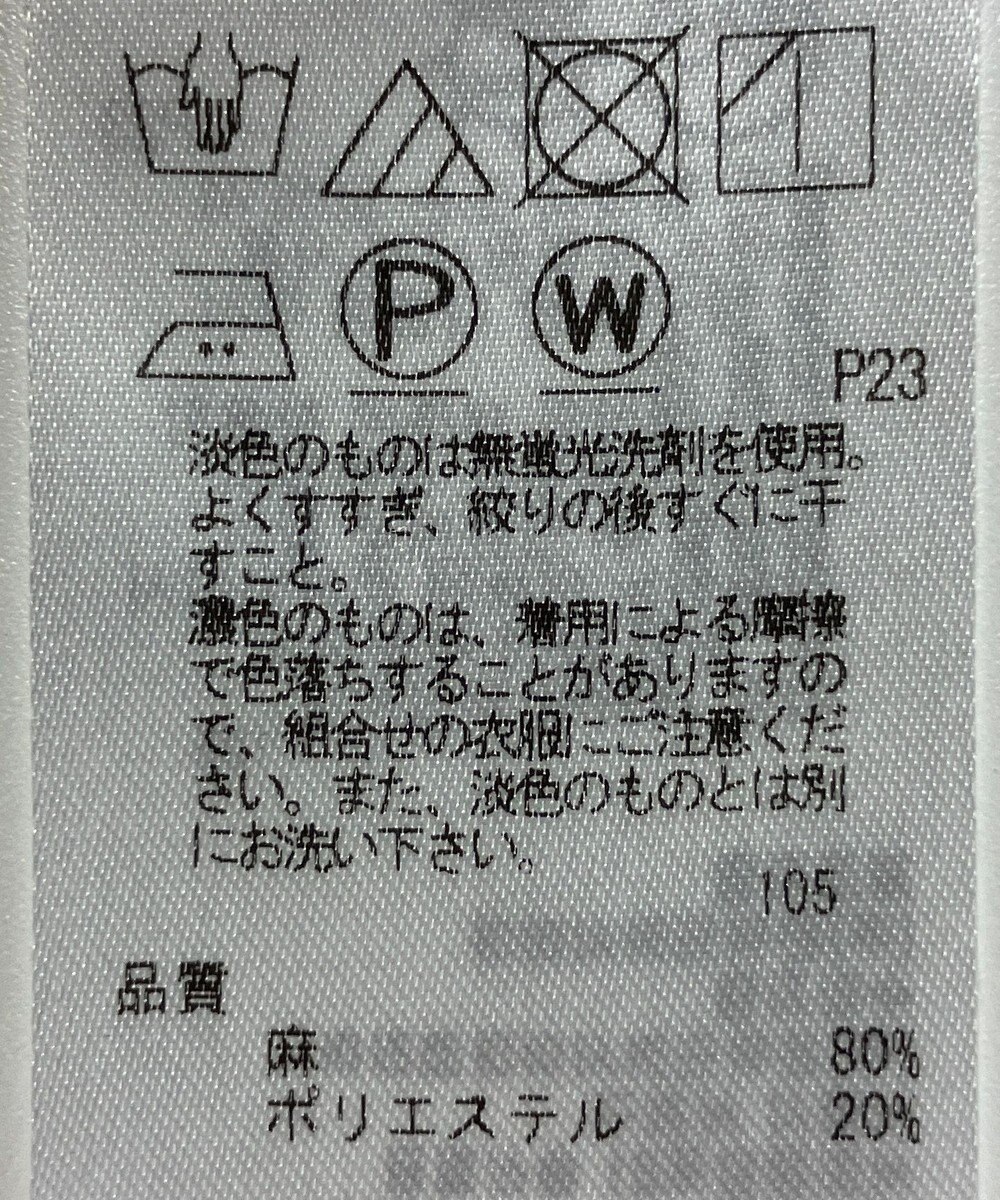 P W
P23
淡色のものは無蛍光洗剤を使用。
よくすすぎ、絞りの後すぐに干
すこと。
濃色のものは、着用による摩擦
で色落ちすることがありますの
で、組合せの衣服にご注意くだ
さい。また、淡色のものとは別
にお洗い下さい。
105
品質
麻 80%
ポリエステル 20%